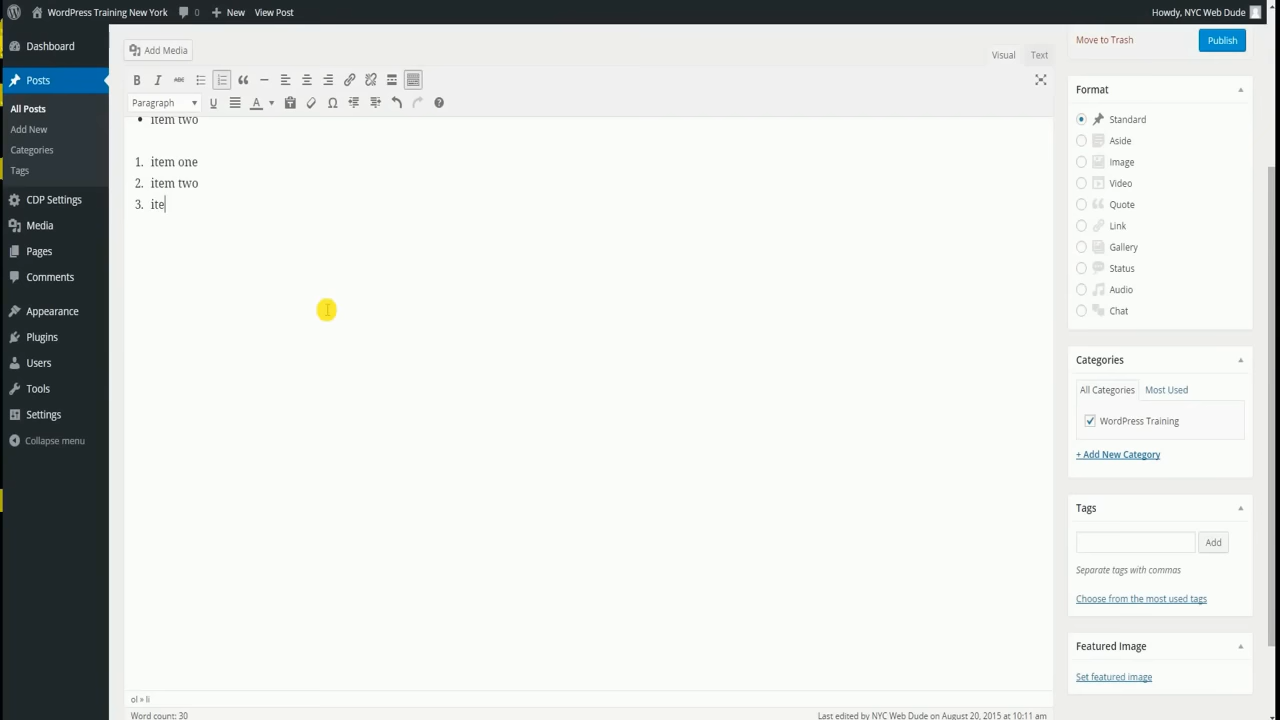 WordPress Training New York 0 New View Post Howdy, NYC Web Dude
Dashboard
Posts
All Posts
Add New
Categories
Tags
CDP Settings
Media
Pages
Comments
Appearance
Plugins
Users
Tools
Settings
Collapse menu
Add Media
Visual Text
B I ABC
Paragraph U A
• item two
1. item one
2. item two
3. ite
ol » li
Word count: 30 Last edited by NYC Web Dude on August 20, 2015 at 10:11 am
Move to Trash Publish
Format
Standard
Aside
Image
Video
Quote
Link
Gallery
Status
Audio
Chat
Categories
All Categories Most Used
WordPress Training
+ Add New Category
Tags
Add
Separate tags with commas
Choose from the most used tags
Featured Image
Set featured image